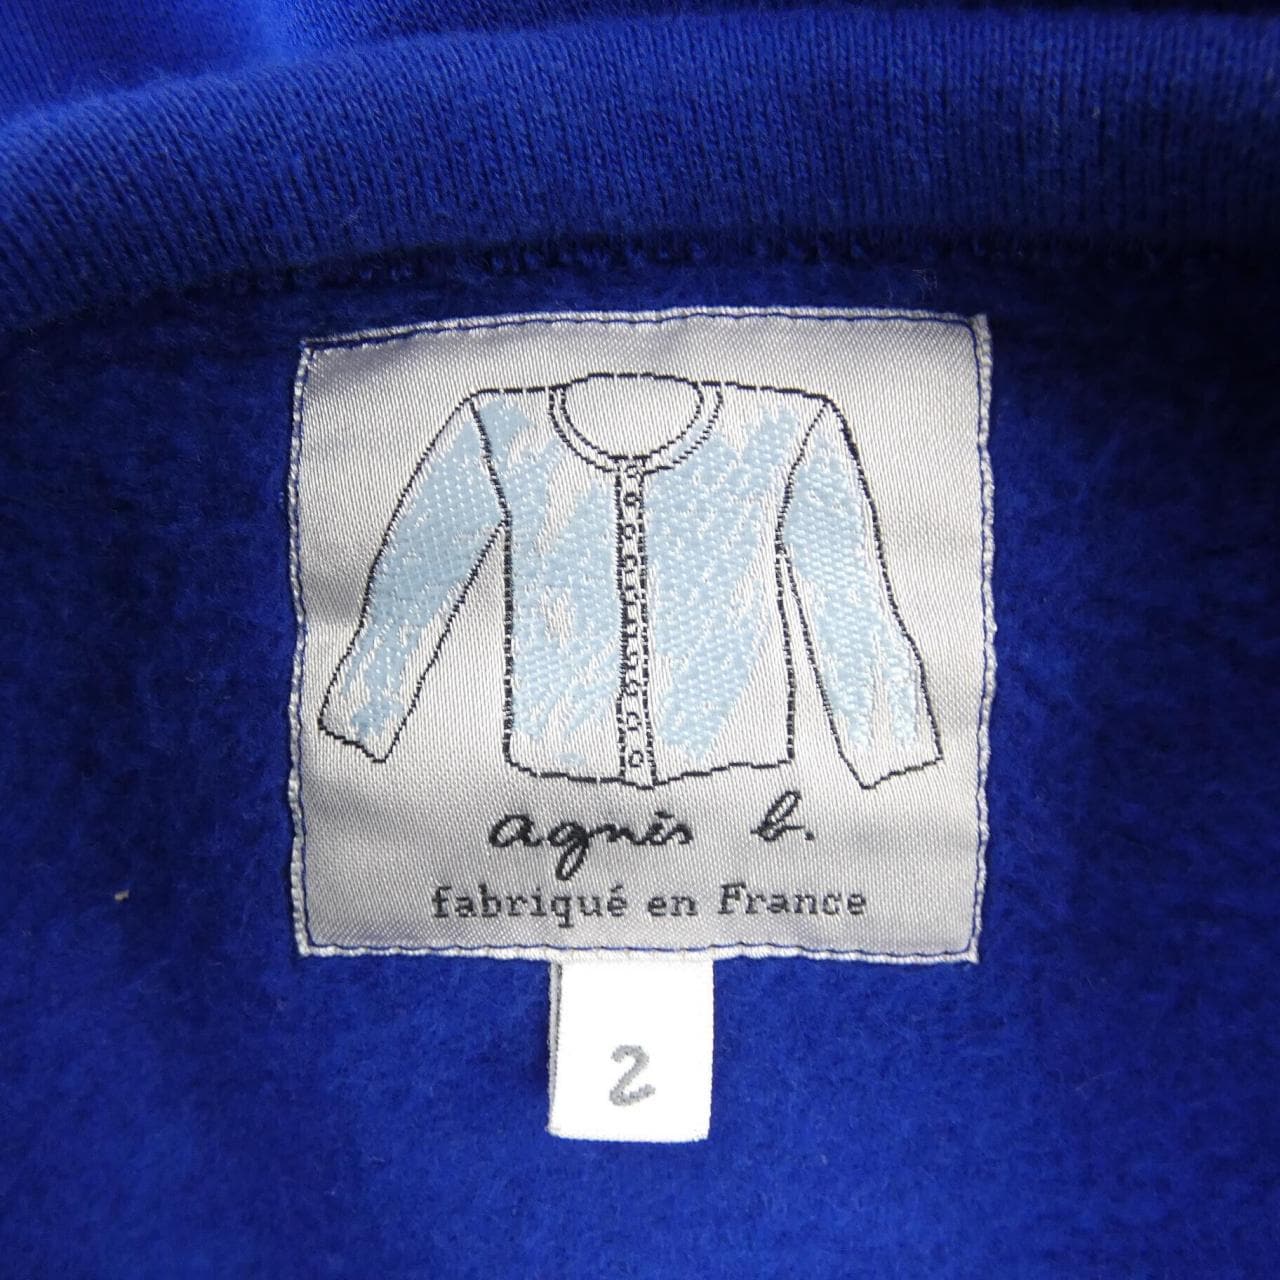 agnès b.
fabriqué en France
2